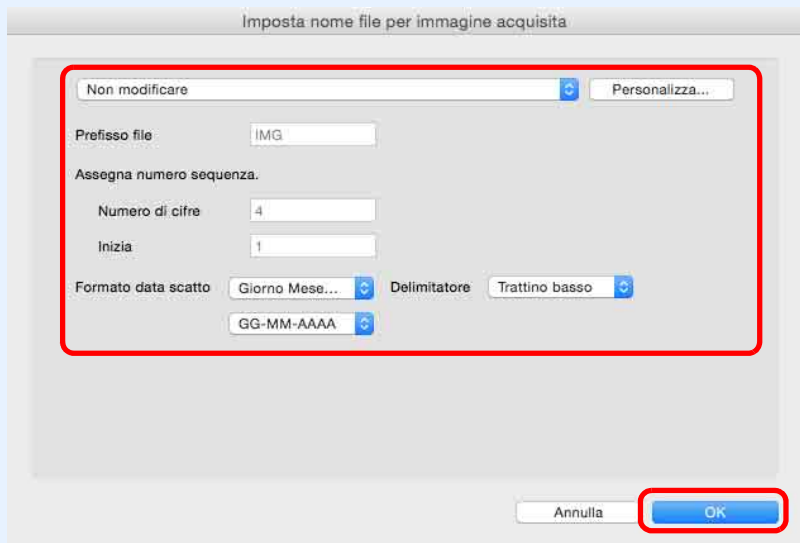 Imposta nome file per immagine acquisita
Non modificare Personalizza...
Prefisso file IMG
Assegna numero sequenza.
Numero di cifre 4
Inizia 1
Formato data scatto Giorno Mese... Delimitatore Trattino basso
GG-MM-AAAA
Annulla OK